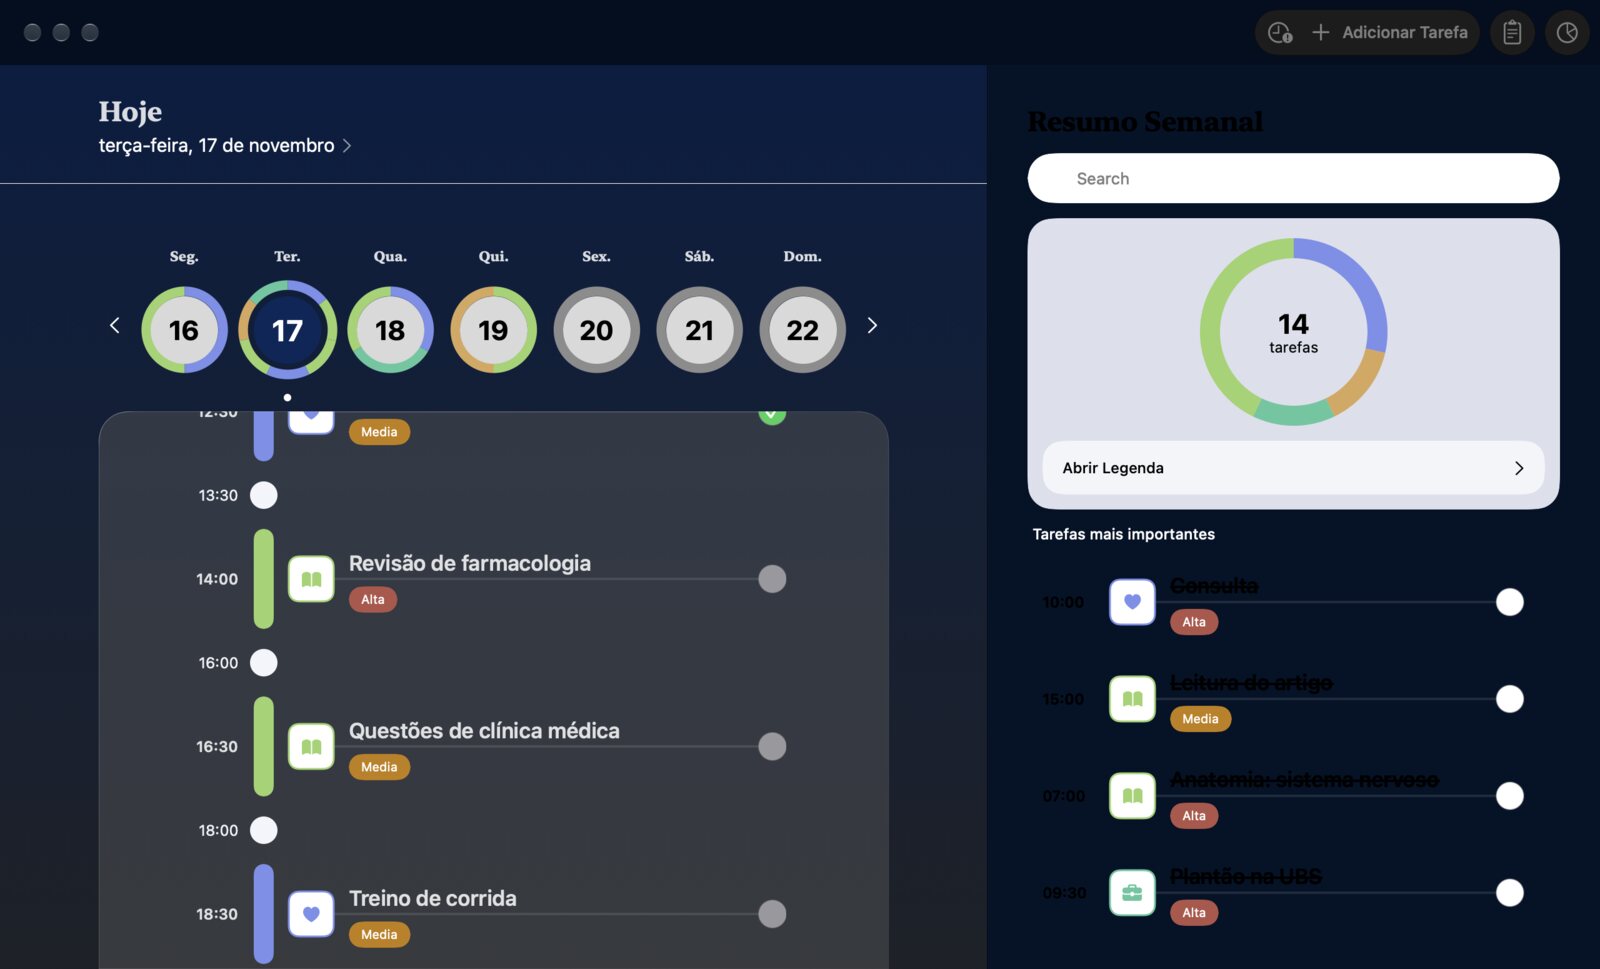 Adicionar Tarefa
Hoje
terça-feira, 17 de novembro
Seg. Ter. Qua. Qui. Sex. Sáb. Dom.
16 17 18 19 20 21 22
12:30
Media
13:30
14:00
Revisão de farmacologia
Alta
16:00
16:30
Questões de clínica médica
Media
18:00
18:30
Treino de corrida
Media
Resumo Semanal
Search
14
tarefas
Abrir Legenda
Tarefas mais importantes
10:00
Consulta
Alta
15:00
Leitura do artigo
Media
07:00
Anatomia: sistema nervoso
Alta
09:30
Plantão na UBS
Alta